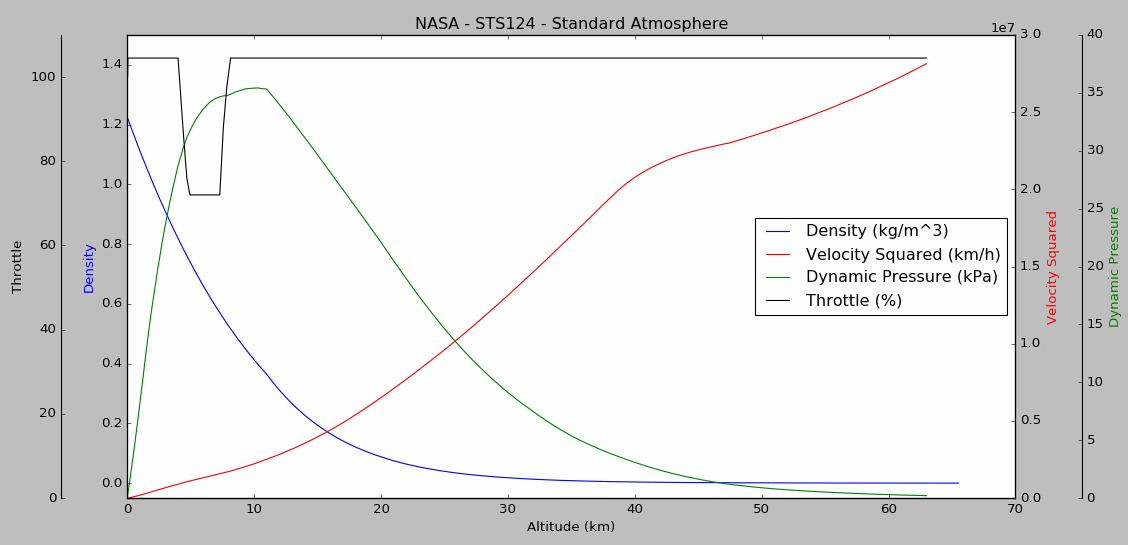 NASA - STS124 - Standard Atmosphere
1e7
100
80
60
40
20
0
Throttle
1.4
1.2
1.0
0.8
0.6
0.4
0.2
0.0
Density
Density (kg/m^3)
Velocity Squared (km/h)
Dynamic Pressure (kPa)
Throttle (%)
3.0
2.5
2.0
1.5
1.0
0.5
0.0
Velocity Squared
40
35
30
25
20
15
10
5
0
Dynamic Pressure
0 10 20 30 40 50 60 70
Altitude (km)